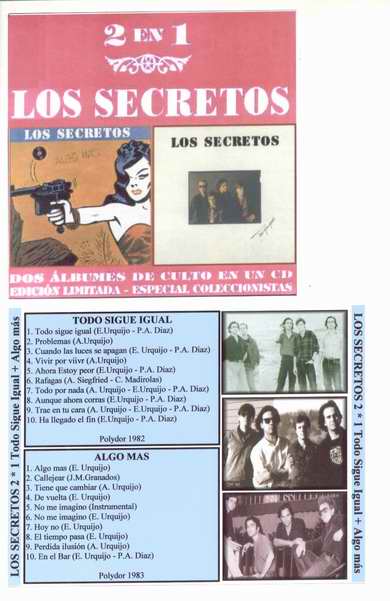 2 EN 1
LOS SECRETOS
LOS SECRETOS
ALGO MAS
LOS SECRETOS
DOS ÁLBUMES DE CULTO EN UN CD
EDICIÓN LIMITADA - ESPECIAL COLECCIONISTAS
LOS SECRETOS 2 * 1 Todo Sigue Igual + Algo más
TODO SIGUE IGUAL
1. Todo sigue igual (E.Urquijo - P.A. Diaz)
2. Problemas (A.Urquijo)
3. Cuando las luces se apagan (E. Urquijo - P.A. Diaz)
4. Vivir por viivr (A.Urquijo)
5. Ahora Estoy peor (E.Urquijo - P.A. Diaz)
6. Rafagas (A. Siegfried - C. Madirolas)
7. Todo por nada (A.Urquijo - E.Urquijo - P.A. Diaz)
8. Aunque ahora corras (E.Urquijo - P.A. Diaz)
9. Trae en tu cara (A. Urquijo - E.Urquijo - P.A. Diaz)
10. Ha llegado el fin (E.Urquijo - P.A. Diaz)
Polydor 1982
ALGO MAS
1. Algo mas (E. Urquijo)
2. Callejear (J.M.Granados)
3. Tiene que cambiar (A. Urquijo)
4. De vuelta (E. Urquijo)
5. No me imagino (Instrumental)
6. No me imagino (E. Urquijo)
7. Hoy no (E. Urquijo)
8. El tiempo pasa (E. Urquijo)
9. Perdida ilusión (A. Urquijo)
10. En el Bar (E. Urquijo - P.A. Diaz)
Polydor 1983
LOS SECRETOS 2 * 1 Todo Sigue Igual + Algo más